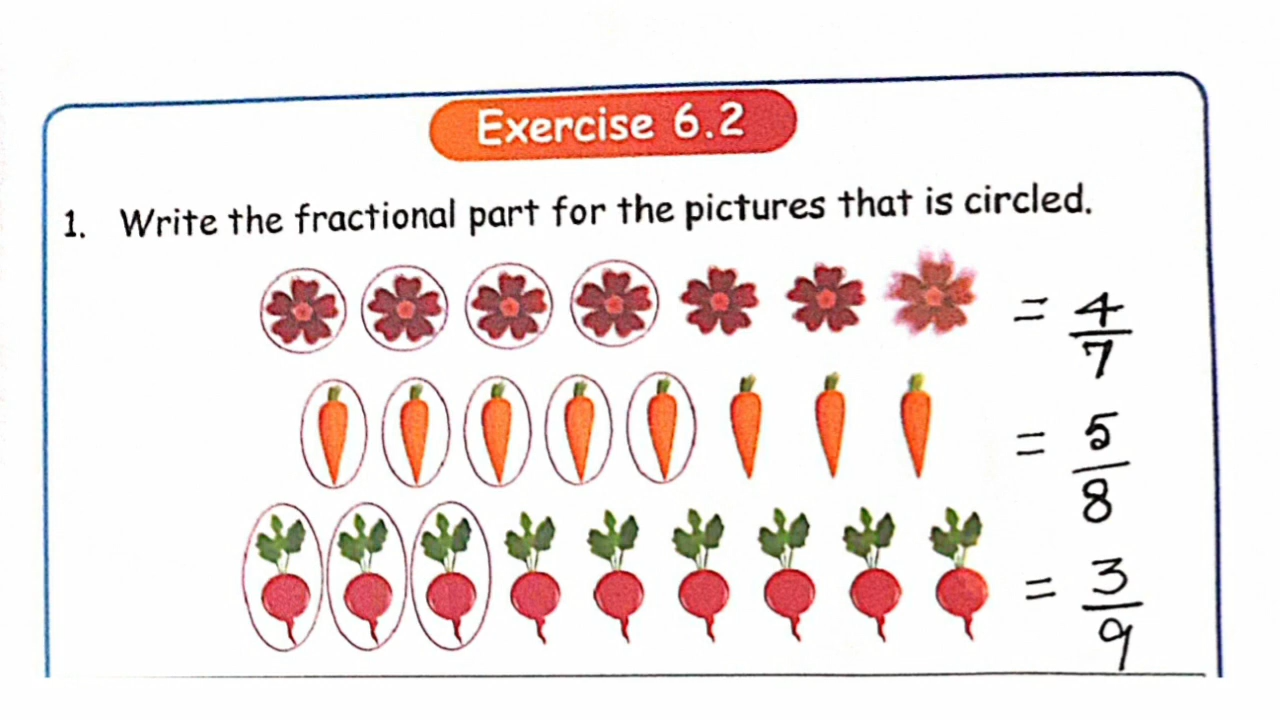 Exercise 6.2
1. Write the fractional part for the pictures that is circled.
= 4/7
= 5/8
= 3/9